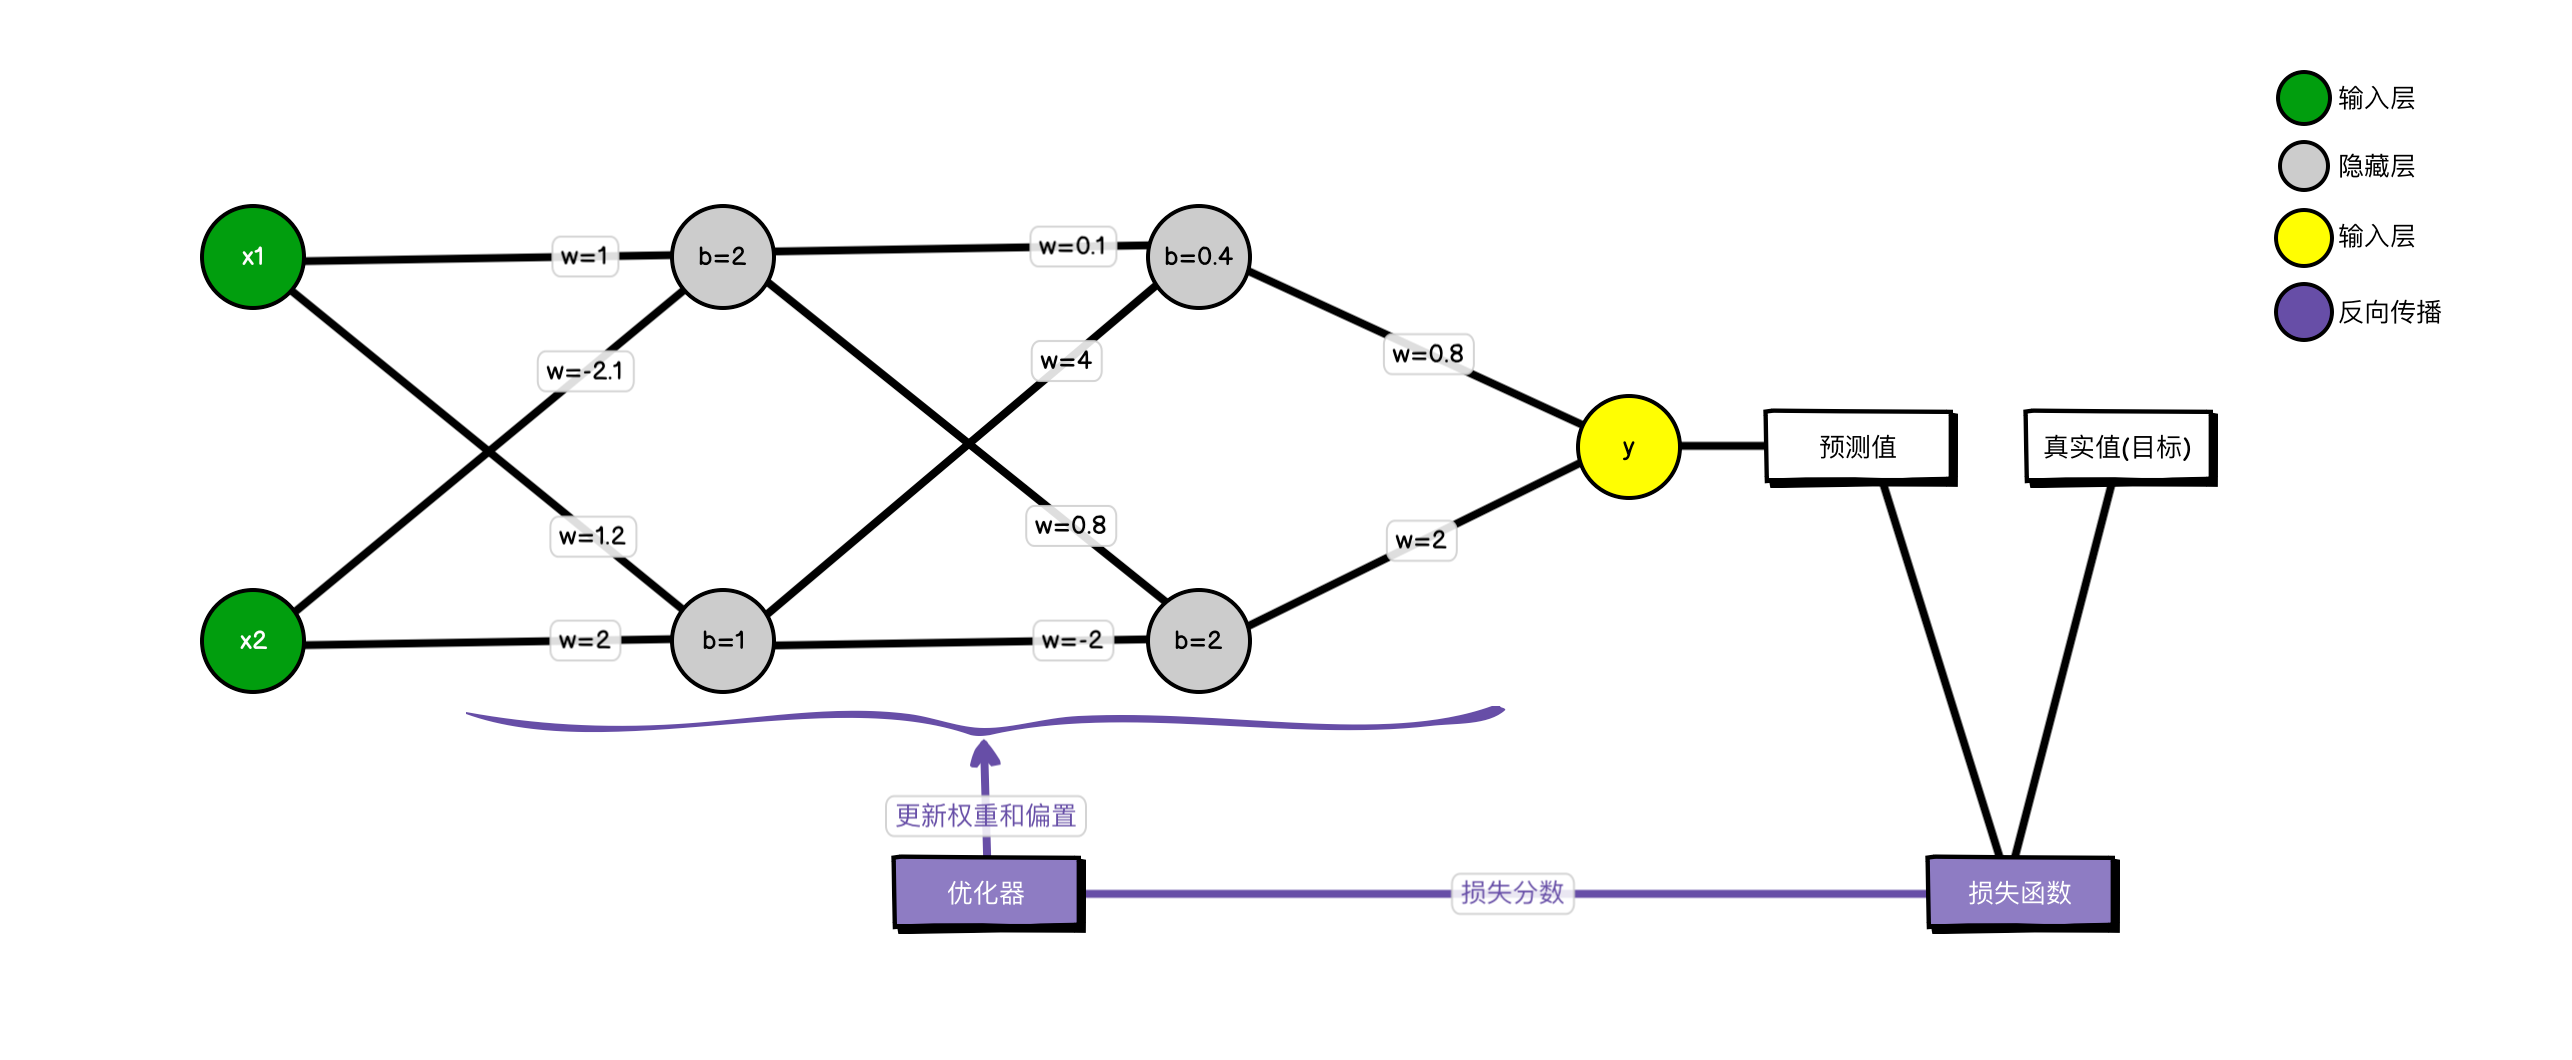 输入层
隐藏层
输入层
反向传播
x1
w=1
b=2
w=0.1
b=0.4
w=-2.1
w=4
w=0.8
y
预测值
真实值(目标)
w=1.2
w=0.8
w=2
x2
w=2
b=1
w=-2
b=2
更新权重和偏置
优化器
损失分数
损失函数